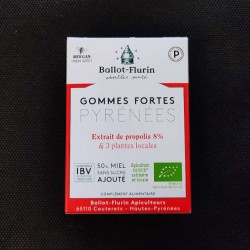 Ballot-Flurin
GOMMES FORTES
PYRÉNÉES
Extrait de propolis 8%
& 3 plantes locales
IBV
50% MIEL
SANS SUCRE
AJOUTÉ
Apiculture
COMPLÉMENT ALIMENTAIRE
Ballot-Flurin Apiculteurs
65110 Cauterets - Hautes-Pyrénées
P